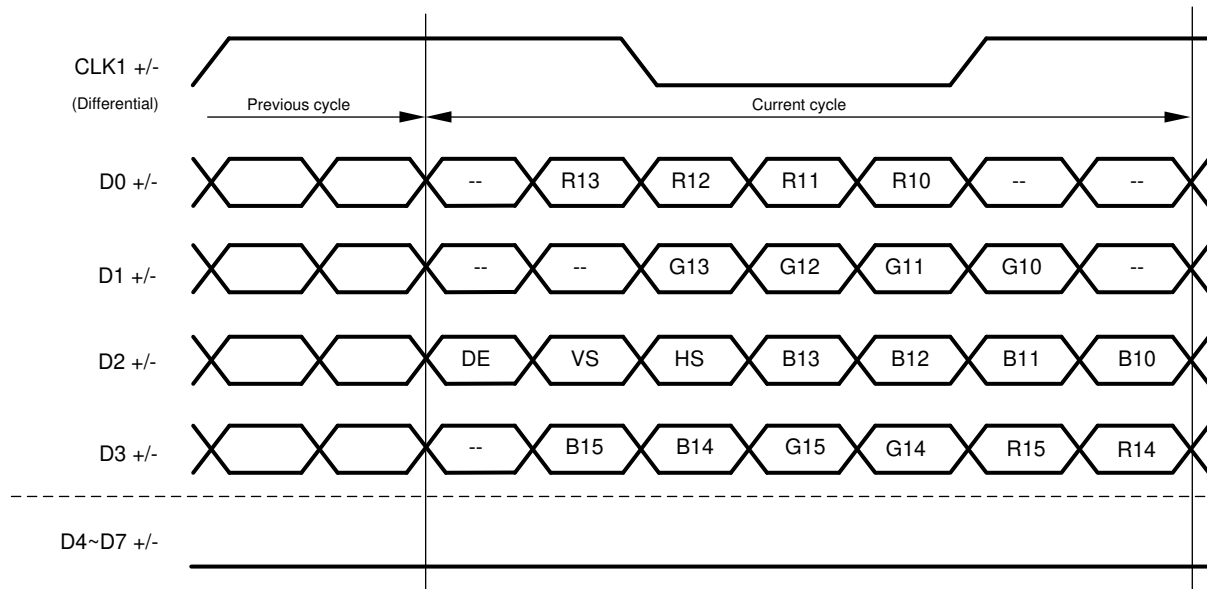 CLK1 +/-
(Differential)
Previous cycle Current cycle
D0 +/- -- R13 R12 R11 R10 -- --
D1 +/- -- -- G13 G12 G11 G10 --
D2 +/- DE VS HS B13 B12 B11 B10
D3 +/- -- B15 B14 G15 G14 R15 R14
D4~D7 +/-